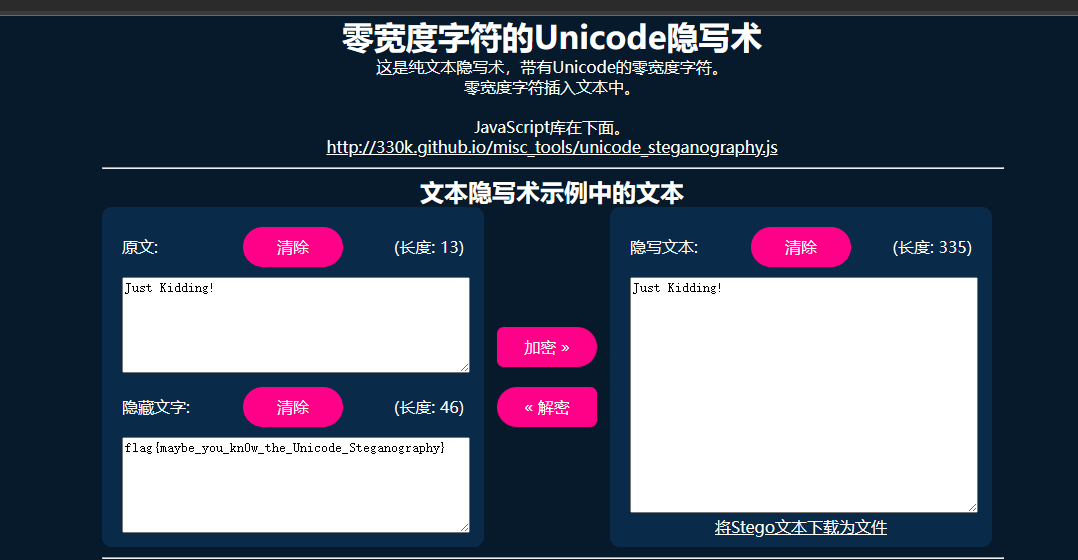 零宽度字符的Unicode隐写术
这是纯文本隐写术，带有Unicode的零宽度字符。
零宽度字符插入文本中。
JavaScript库在下面。
http://330k.github.io/misc_tools/unicode_steganography.js
文本隐写术示例中的文本
原文: 清除 (长度: 13)
Just Kidding!
隐藏文字: 清除 (长度: 46)
flag{maybe_you_kn0w_the_Unicode_Steganography}
加密 »
« 解密
隐写文本: 清除 (长度: 335)
Just Kidding!
将Stego文本下载为文件